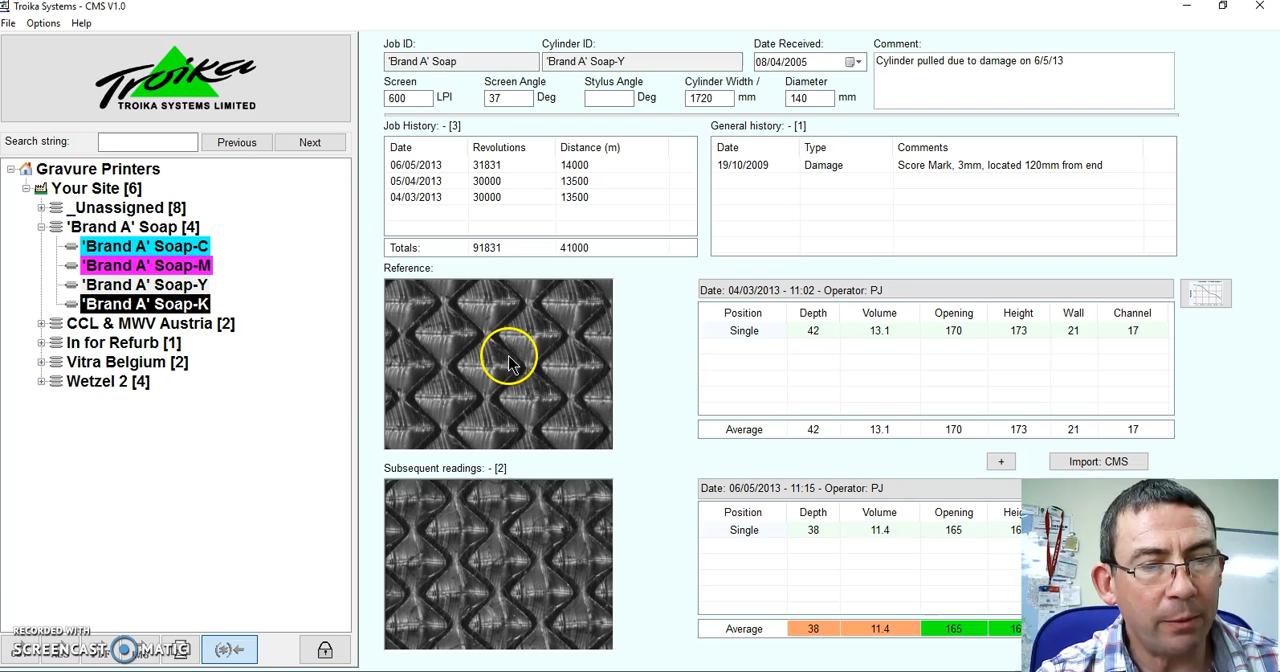 Troika Systems - CMS V1.0
File Options Help
Troika
TROIKA SYSTEMS LIMITED
Search string: Previous Next
Gravure Printers
Your Site [6]
_Unassigned [8]
'Brand A' Soap [4]
'Brand A' Soap-C
'Brand A' Soap-M
'Brand A' Soap-Y
'Brand A' Soap-K
CCL & MWV Austria [2]
In for Refurb [1]
Vitra Belgium [2]
Wetzel 2 [4]
RECORDED WITH
SCREENCAST MATIC
Job ID: Cylinder ID: Date Received: Comment:
'Brand A' Soap 'Brand A' Soap-Y 08/04/2005 Cylinder pulled due to damage on 6/5/13
Screen Screen Angle Stylus Angle Cylinder Width / Diameter
600 LPI 37 Deg Deg 1720 mm 140 mm
Job History: - [3]
Date Revolutions Distance (m)
06/05/2013 31831 14000
05/04/2013 30000 13500
04/03/2013 30000 13500
Totals: 91831 41000
General history: - [1]
Date Type Comments
19/10/2009 Damage Score Mark, 3mm, located 120mm from end
Reference:
Date: 04/03/2013 - 11:02 / Operator: PJ
Position Depth Volume Opening Height Wall Channel
Single 42 13.1 170 173 21 17
Average 42 13.1 170 173 21 17
+ Import: CMS
Subsequent readings: - [2]
Date: 06/05/2013 - 11:15 / Operator: PJ
Position Depth Volume Opening
Single 38 11.4 165
Average 38 11.4 165